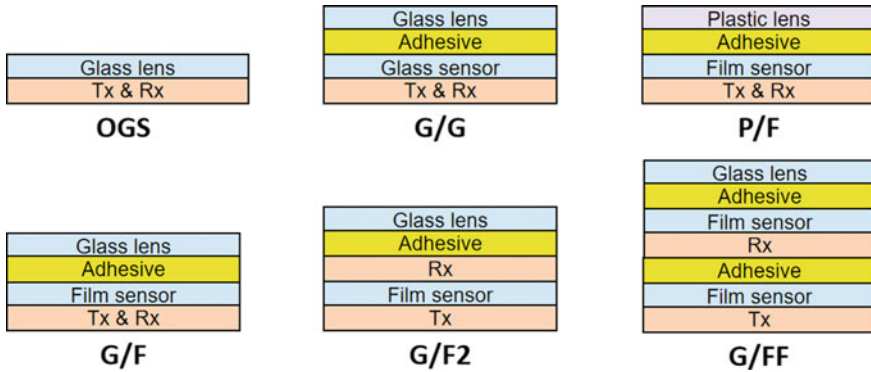 Glass lens
Tx & Rx
OGS
Glass lens
Adhesive
Glass sensor
Tx & Rx
G/G
Plastic lens
Adhesive
Film sensor
Tx & Rx
P/F
Glass lens
Adhesive
Film sensor
Tx & Rx
G/F
Glass lens
Adhesive
Rx
Film sensor
Tx
G/F2
Glass lens
Adhesive
Film sensor
Rx
Adhesive
Film sensor
Tx
G/FF